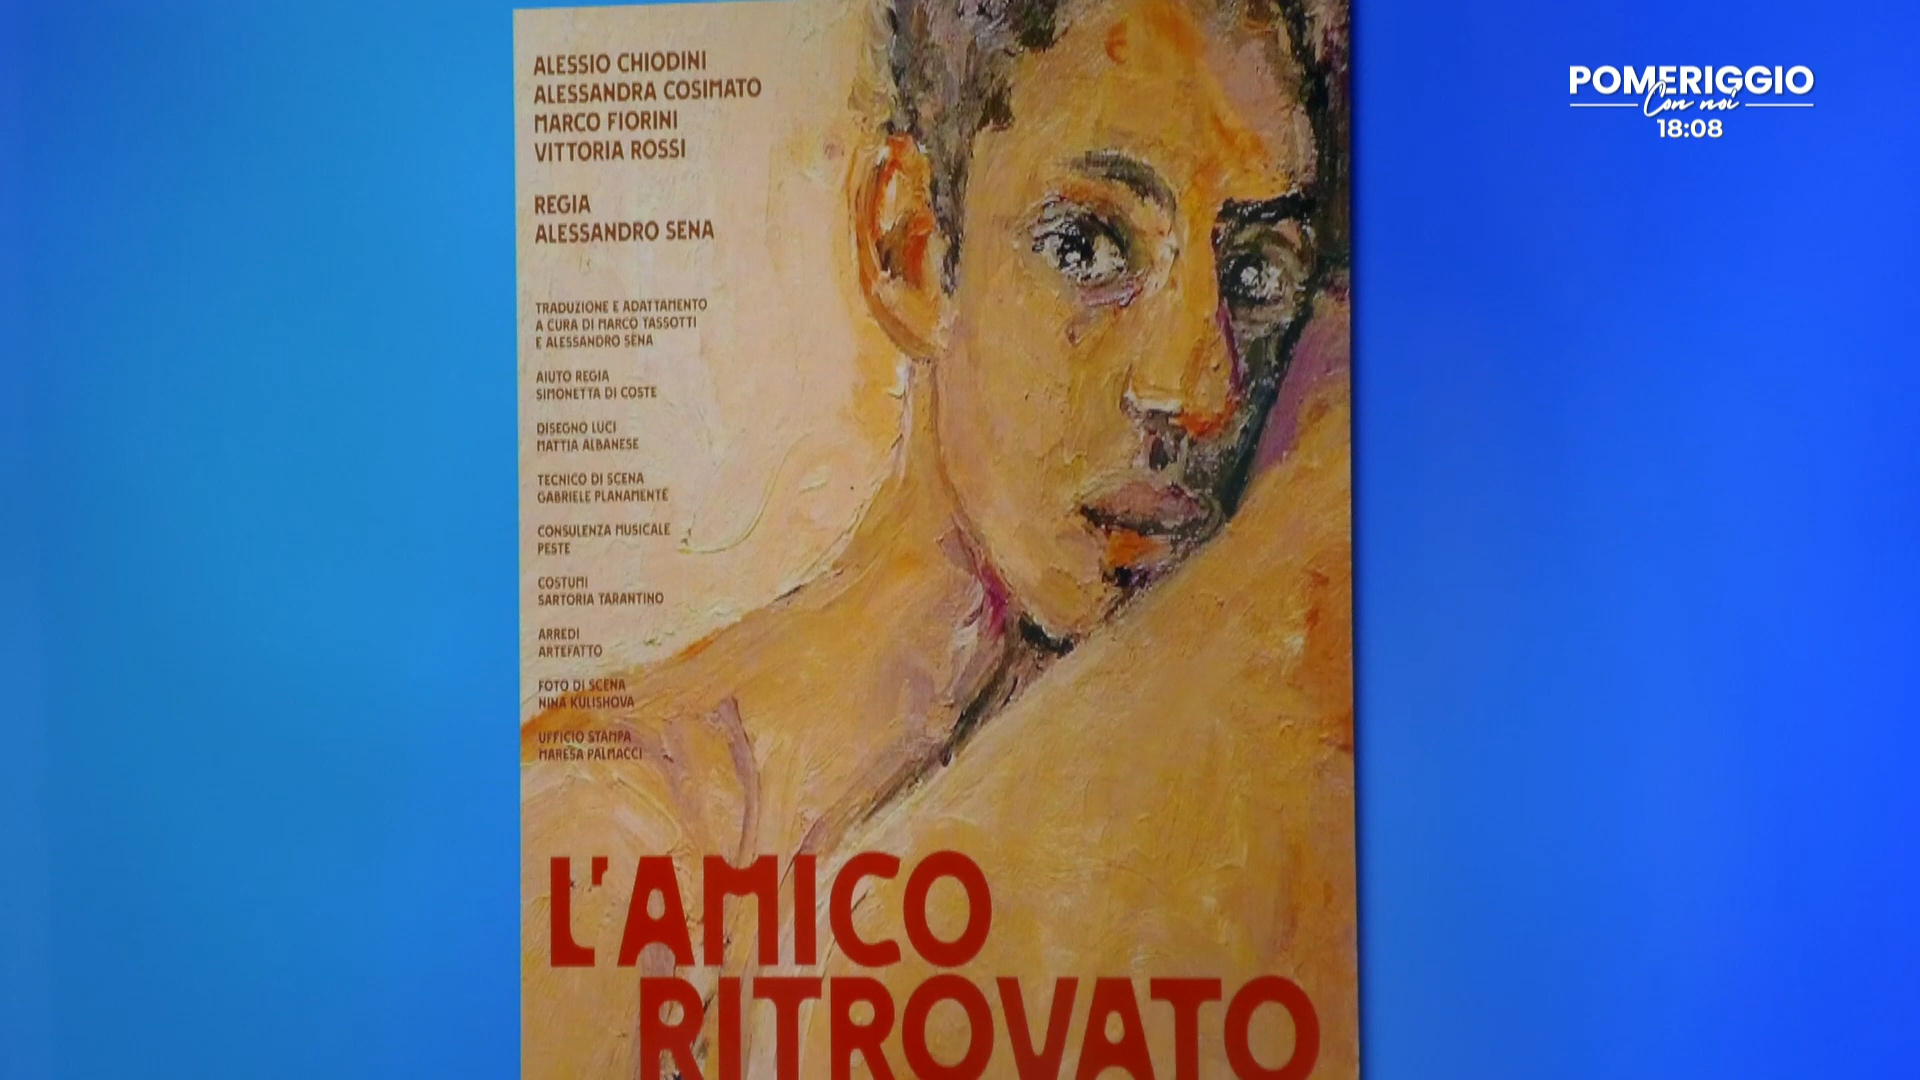 ALESSIO CHIODINI
ALESSANDRA COSIMATO
MARCO FIORINI
VITTORIA ROSSI
REGIA
ALESSANDRO SENA
TRADUZIONE E ADATTAMENTO
A CURA DI MARCO TASSOTTI
E ALESSANDRO SENA
AIUTO REGIA
SIMONETTA DI COSTE
DISEGNO LUCI
MATTIA ALBANESE
TECNICO DI SCENA
GABRIELE PLANAMENTE
CONSULENZA MUSICALE
PESTE
COSTUMI
SARTORIA TARANTINO
ARREDI
ARTEFATTO
FOTO DI SCENA
NINA KULISHOVA
UFFICIO STAMPA
MARESA PALMACCI
L'AMICO
RITROVATO
POMERIGGIO
Con noi
18:08